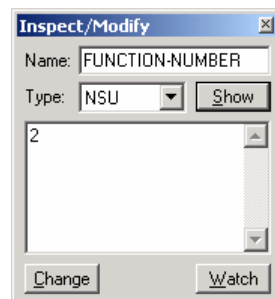 Inspect/Modify
Name: FUNCTION-NUMBER
Type: NSU Show
2
Change Watch